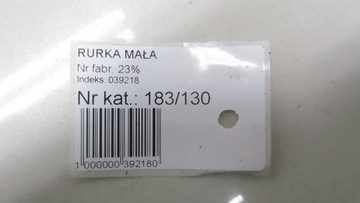 RURKA MAŁA
Nr fabr. 23%
Indeks: 039218
Nr kat.: 183/130
1 000000 392180